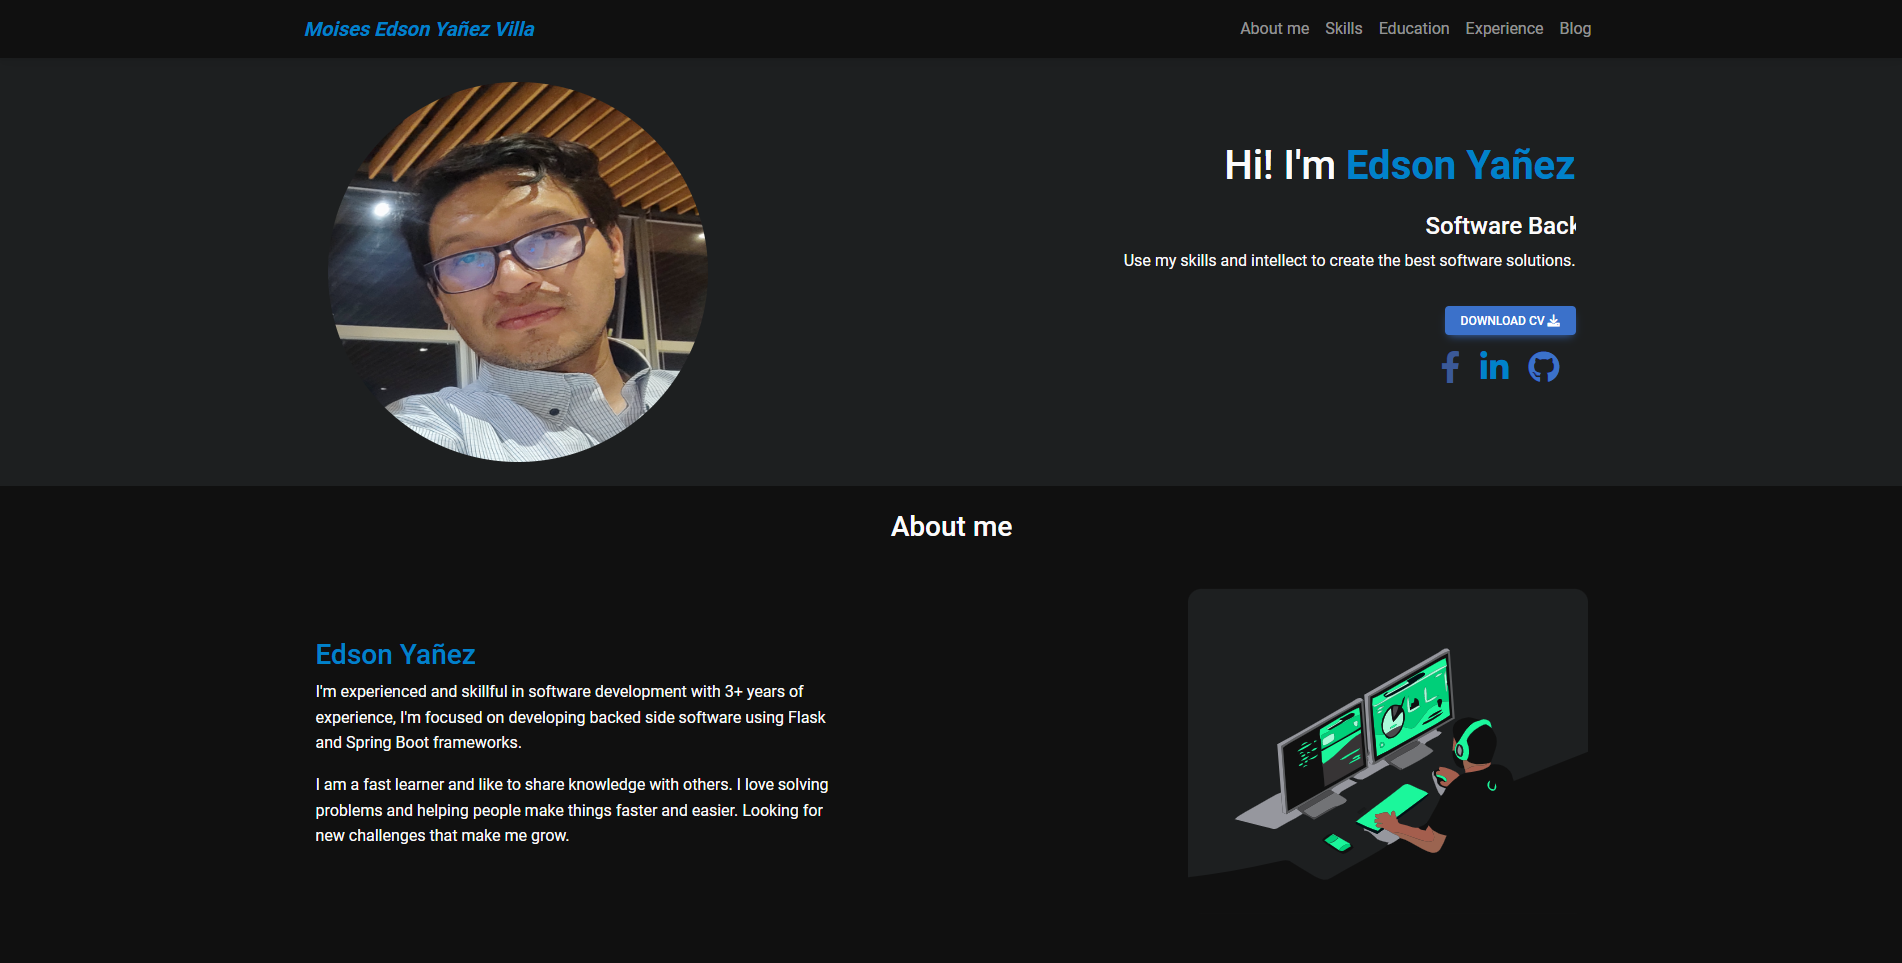 Moises Edson Yañez Villa
About me Skills Education Experience Blog
Hi! I'm Edson Yañez
Software Back
Use my skills and intellect to create the best software solutions.
DOWNLOAD CV
About me
Edson Yañez
I'm experienced and skillful in software development with 3+ years of
experience, I'm focused on developing backed side software using Flask
and Spring Boot frameworks.
I am a fast learner and like to share knowledge with others. I love solving
problems and helping people make things faster and easier. Looking for
new challenges that make me grow.